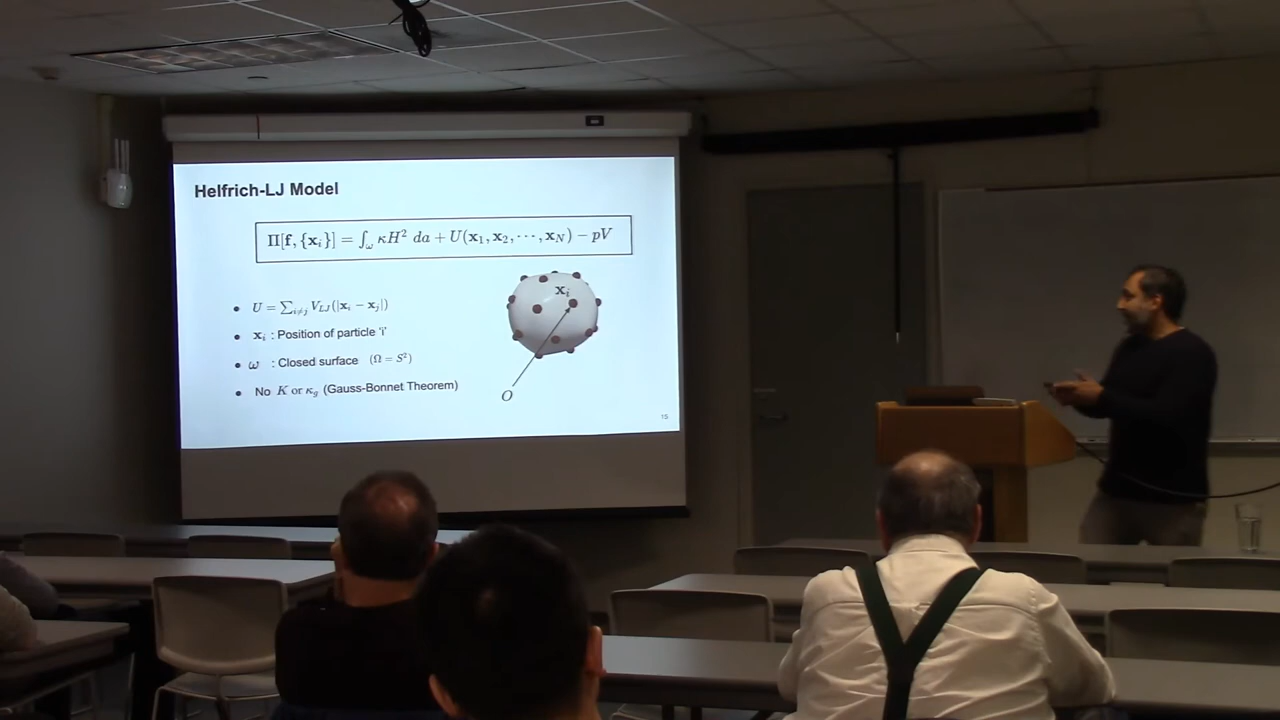 Helfrich-LJ Model
Π[𝐟, {𝐱ᵢ}] = ∫_ω κH² da + U(𝐱₁, 𝐱₂, ⋯, 𝐱_N) − pV
• U = ∑_{i≠j} V_{LJ}(|𝐱ᵢ − 𝐱ⱼ|)
• 𝐱ᵢ : Position of particle 'i'
• ω : Closed surface (Ω = S²)
• No K or κ_g (Gauss-Bonnet Theorem)
𝐱ᵢ
O
15